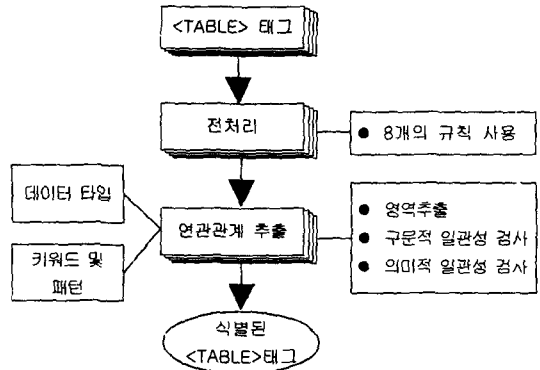 <TABLE> 태그
전처리
● 8개의 규칙 사용
데이터 타입
키워드 및
패턴
연관관계 추출
● 영역추출
● 구문적 일관성 검사
● 의미적 일관성 검사
식별된
<TABLE>태그